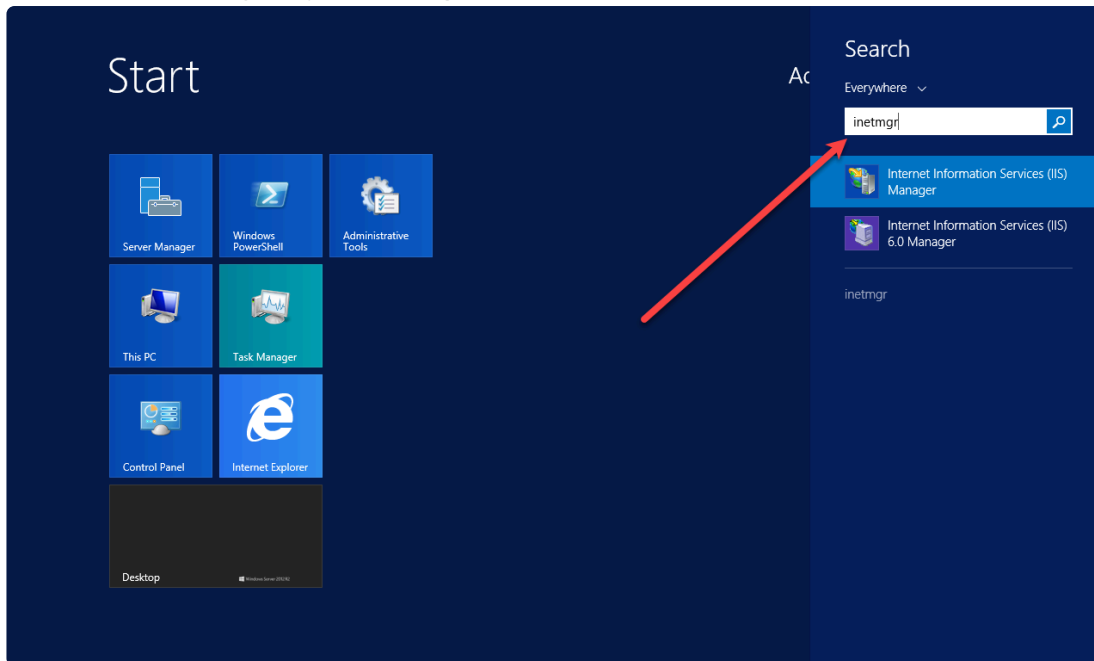 Start
Ac
Server Manager
Windows
PowerShell
Administrative
Tools
This PC
Task Manager
Control Panel
Internet Explorer
Desktop
Search
Everywhere
inetmgr
Internet Information Services (IIS)
Manager
Internet Information Services (IIS)
6.0 Manager
inetmgr